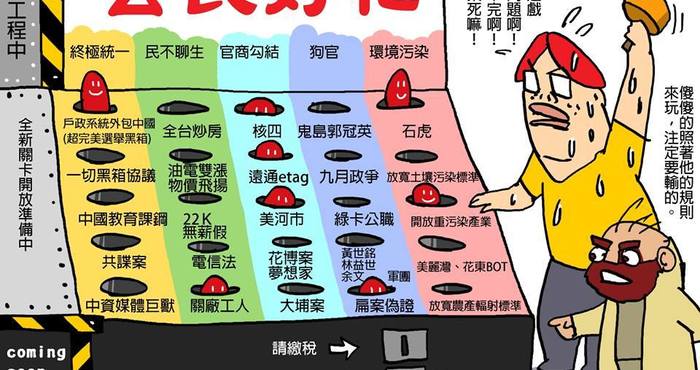 公民好忙
工程中
全新關卡開放準備中
coming
soon
終極統一
民不聊生
官商勾結
狗官
環境污染
戶政系統外包中國
(超完美選舉黑箱)
全台炒房
核四
鬼島郭冠英
石虎
一切黑箱協議
油電雙漲
物價飛揚
遠通etag
九月政爭
放寬土壤污染標準
中國教育課鋼
22K
無薪假
美河市
綠卡公職
開放重污染產業
共諜案
電信法
花博案
夢想家
黃世銘
林益世
余文
軍團
美麗灣、花東BOT
中資媒體巨獸
關廠工人
大埔案
扁案偽證
放寬農產輻射標準
請繳稅
戲
題啊!
完啊!
死嘛!
傻傻的照著他的規則
來玩，注定要輸的。